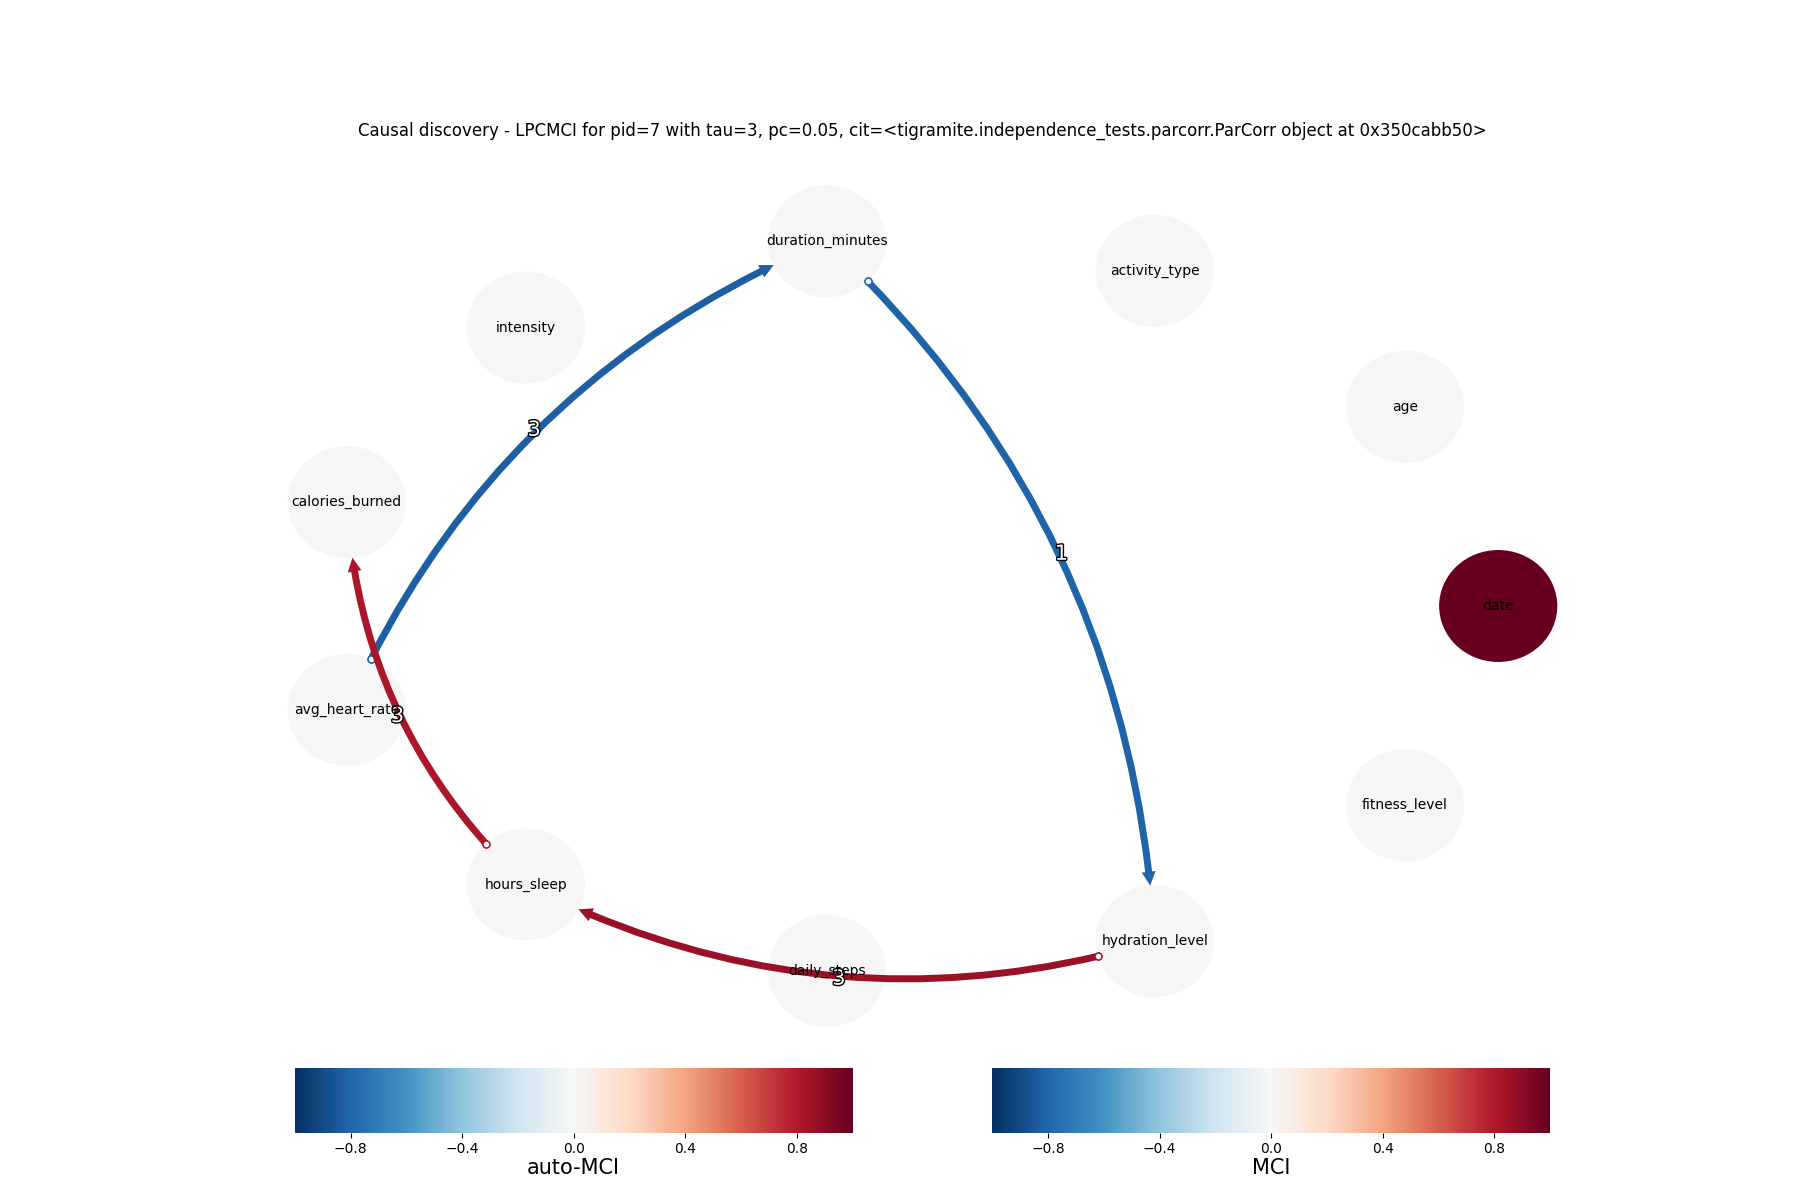 Causal discovery - LPCMCI for pid=7 with tau=3, pc=0.05, cit=<tigramite.independence_tests.parcorr.ParCorr object at 0x350cabb50>
duration_minutes
activity_type
intensity
age
3
calories_burned
1
date
avg_heart_rate
3
fitness_level
hours_sleep
hydration_level
daily_steps
3
−0.8 −0.4 0.0 0.4 0.8
auto-MCI
−0.8 −0.4 0.0 0.4 0.8
MCI